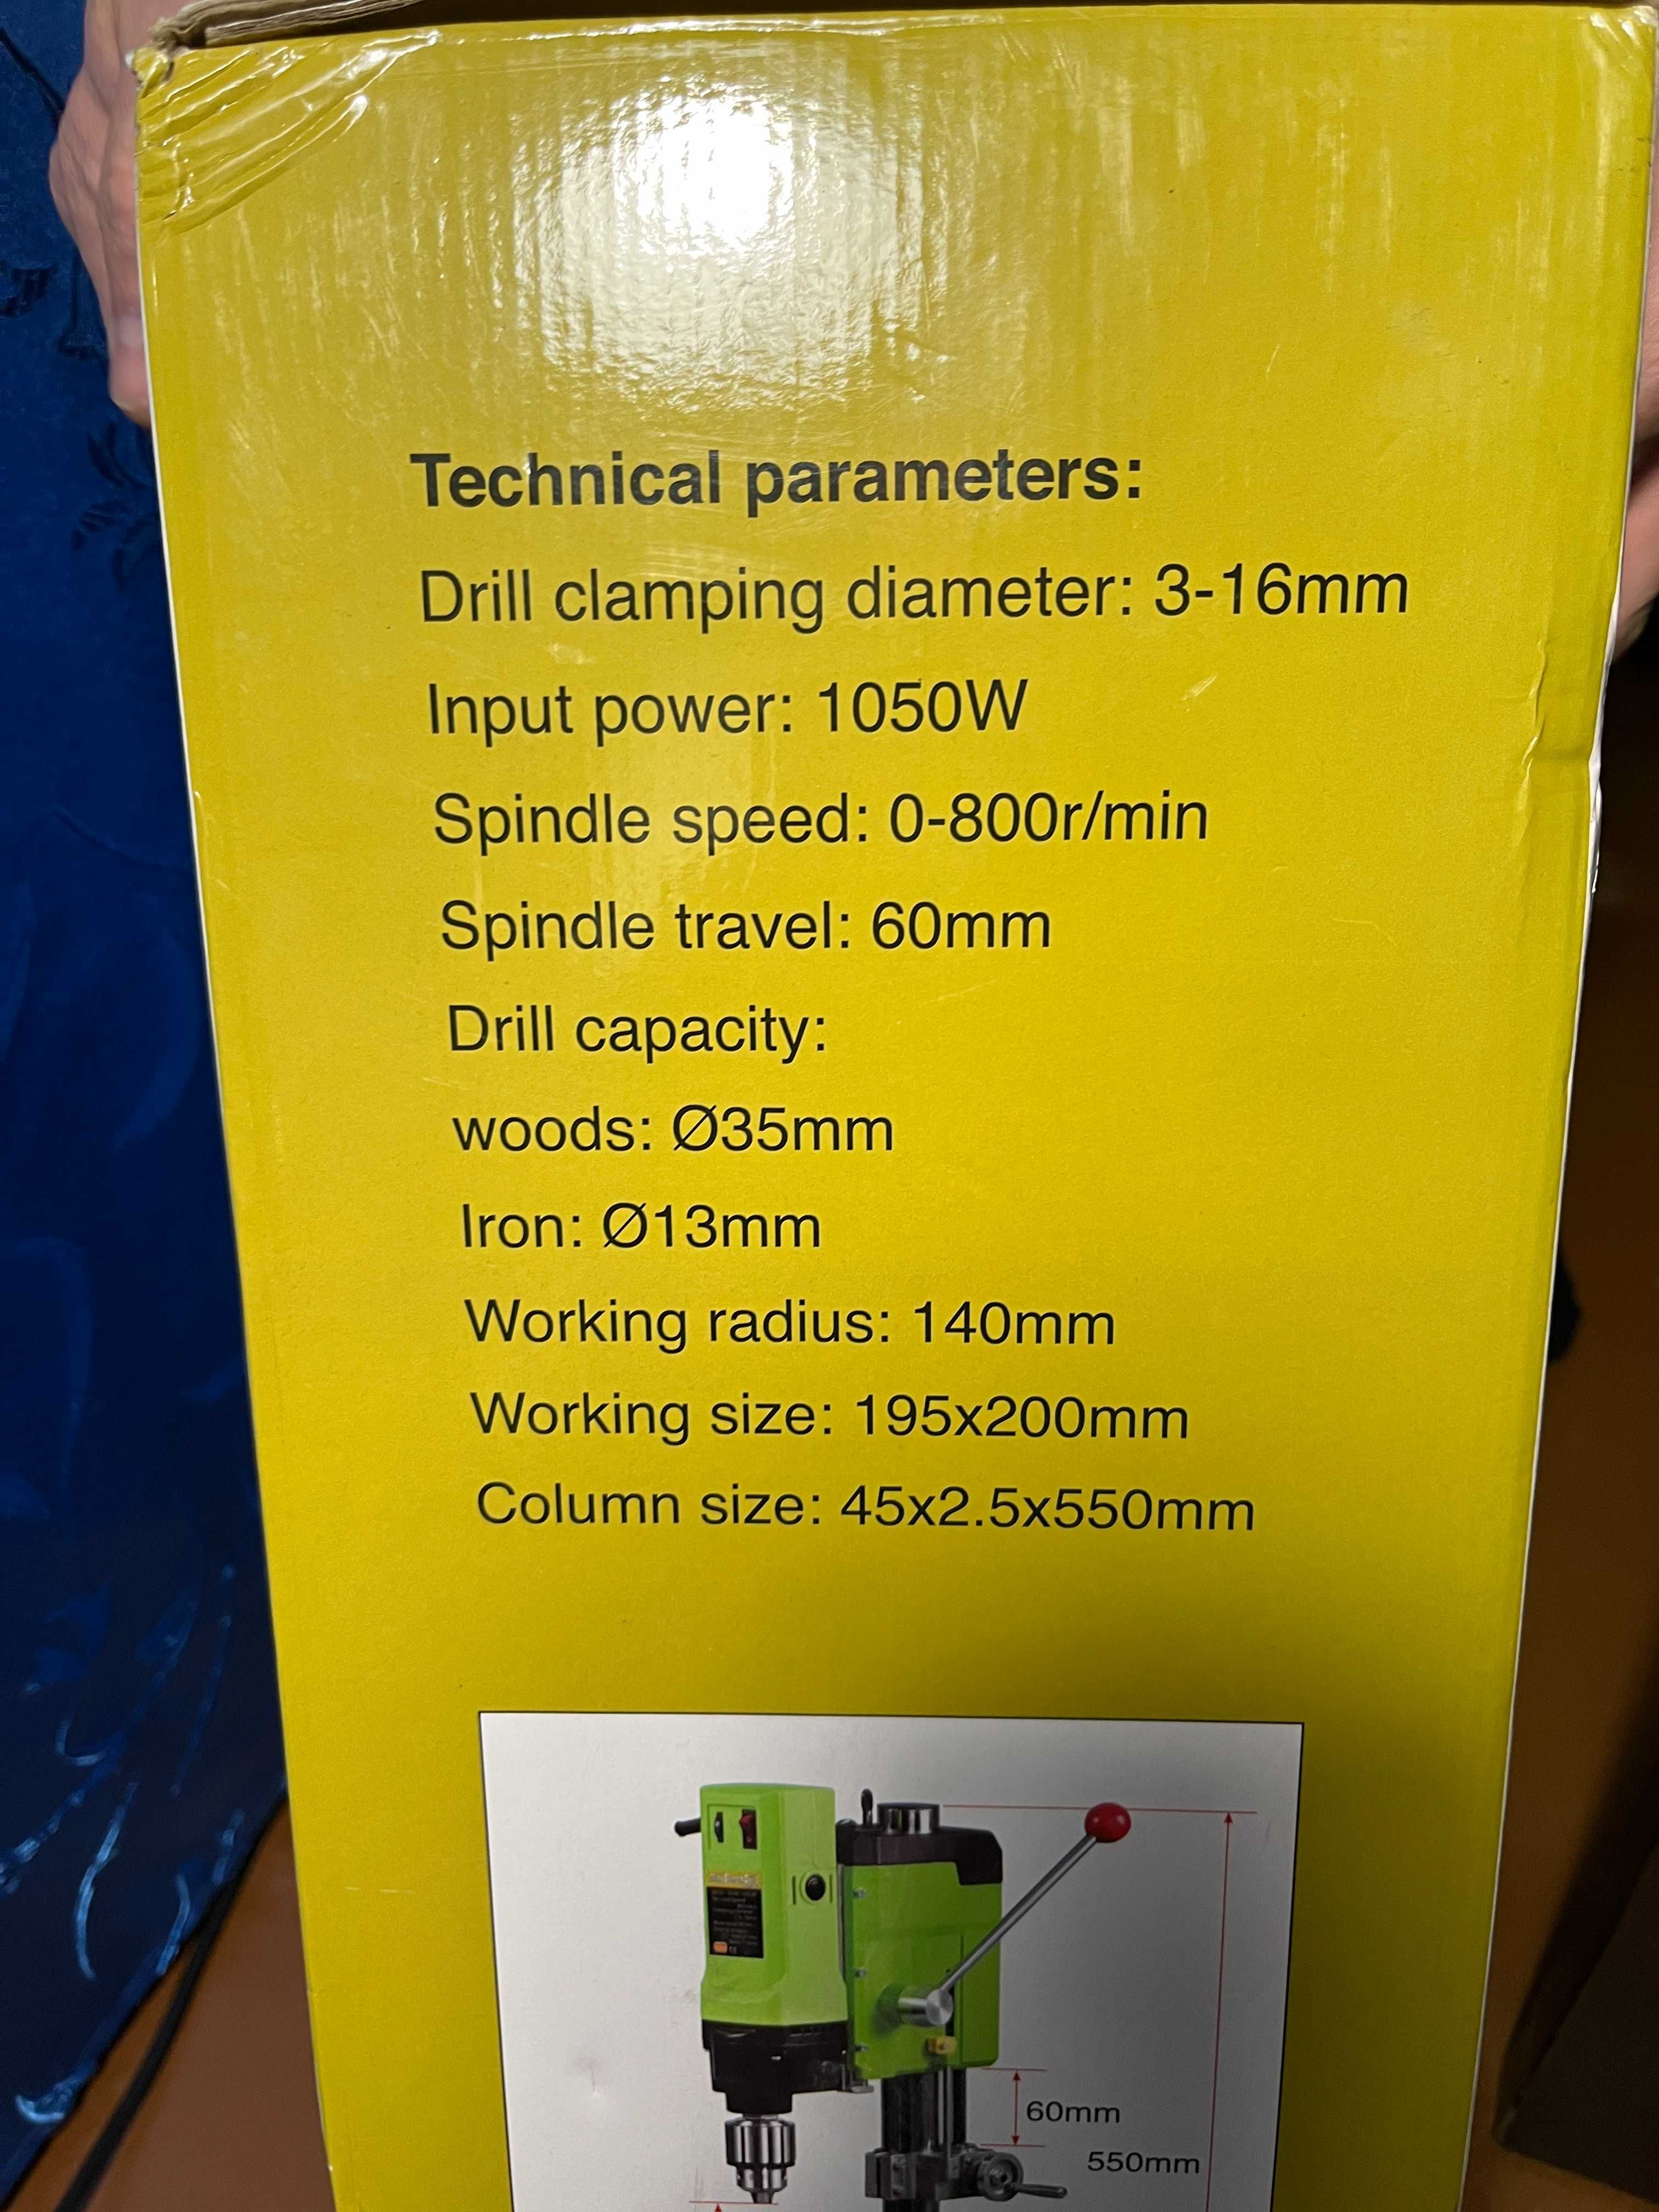 Technical parameters:
Drill clamping diameter: 3-16mm
Input power: 1050W
Spindle speed: 0-800r/min
Spindle travel: 60mm
Drill capacity:
woods: Ø35mm
Iron: Ø13mm
Working radius: 140mm
Working size: 195x200mm
Column size: 45x2.5x550mm
60mm
550mm